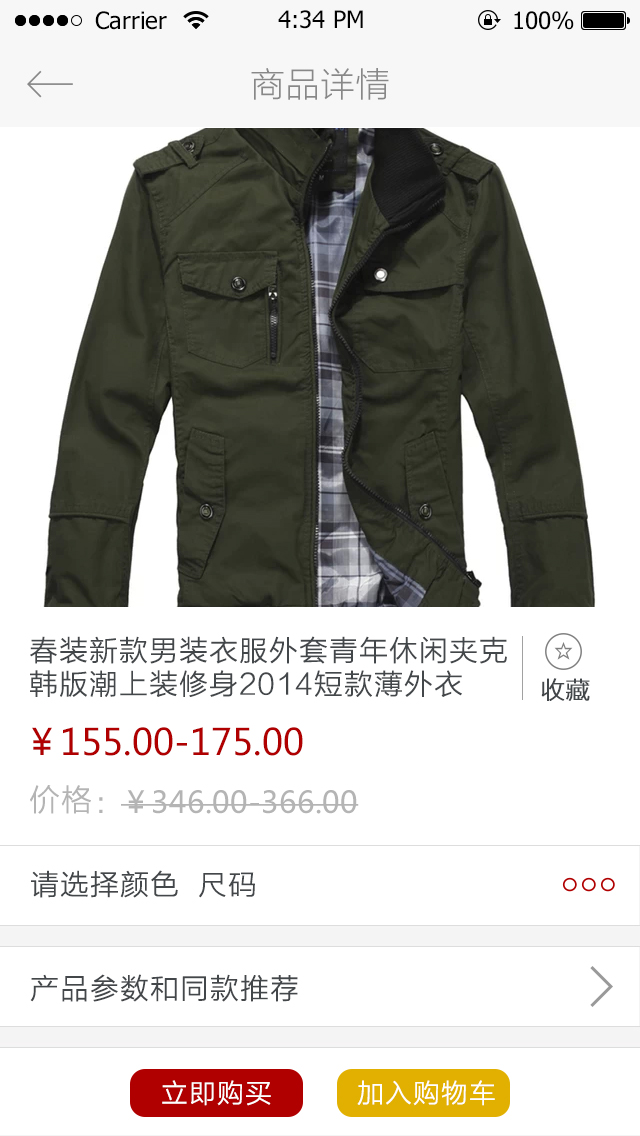 Carrier 4:34 PM 100%
商品详情
春装新款男装衣服外套青年休闲夹克
韩版潮上装修身2014短款薄外衣
收藏
￥155.00-175.00
价格：￥346.00-366.00
请选择颜色 尺码
产品参数和同款推荐
立即购买 加入购物车